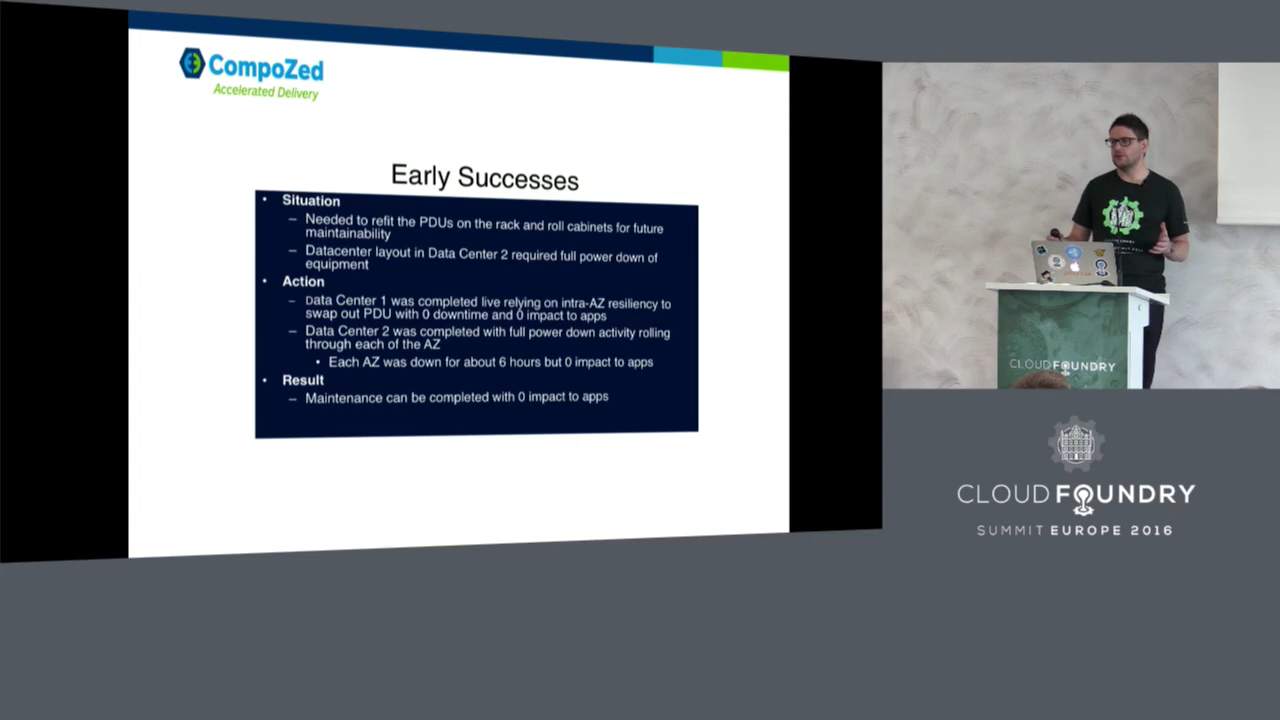 CompoZed
Accelerated Delivery
Early Successes
• Situation
– Needed to refit the PDUs on the rack and roll cabinets for future
maintainability
– Datacenter layout in Data Center 2 required full power down of
equipment
• Action
– Data Center 1 was completed live relying on intra-AZ resiliency to
swap out PDU with 0 downtime and 0 impact to apps
– Data Center 2 was completed with full power down activity rolling
through each of the AZ
• Each AZ was down for about 6 hours but 0 impact to apps
• Result
– Maintenance can be completed with 0 impact to apps
CLOUD FOUNDRY
CLOUD FOUNDRY
SUMMIT EUROPE 2016